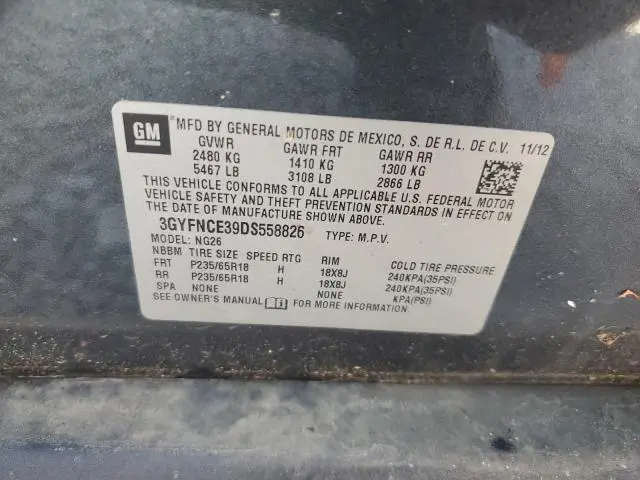 GM MFD BY GENERAL MOTORS DE MEXICO, S. DE R.L. DE C.V. 11/12
GVWR GAWR FRT GAWR RR
2480 KG 1410 KG 1300 KG
5467 LB 3108 LB 2866 LB
THIS VEHICLE CONFORMS TO ALL APPLICABLE U.S. FEDERAL MOTOR
VEHICLE SAFETY AND THEFT PREVENTION STANDARDS IN EFFECT ON
THE DATE OF MANUFACTURE SHOWN ABOVE.
3GYFNCE39DS558826 TYPE: M.P.V.
MODEL: NG26
NBBM TIRE SIZE SPEED RTG RIM COLD TIRE PRESSURE
FRT P235/65R18 H 18X8J 240KPA(35PSI)
RR P235/65R18 H 18X8J 240KPA(35PSI)
SPA NONE NONE KPA(PSI)
SEE OWNER'S MANUAL FOR MORE INFORMATION.